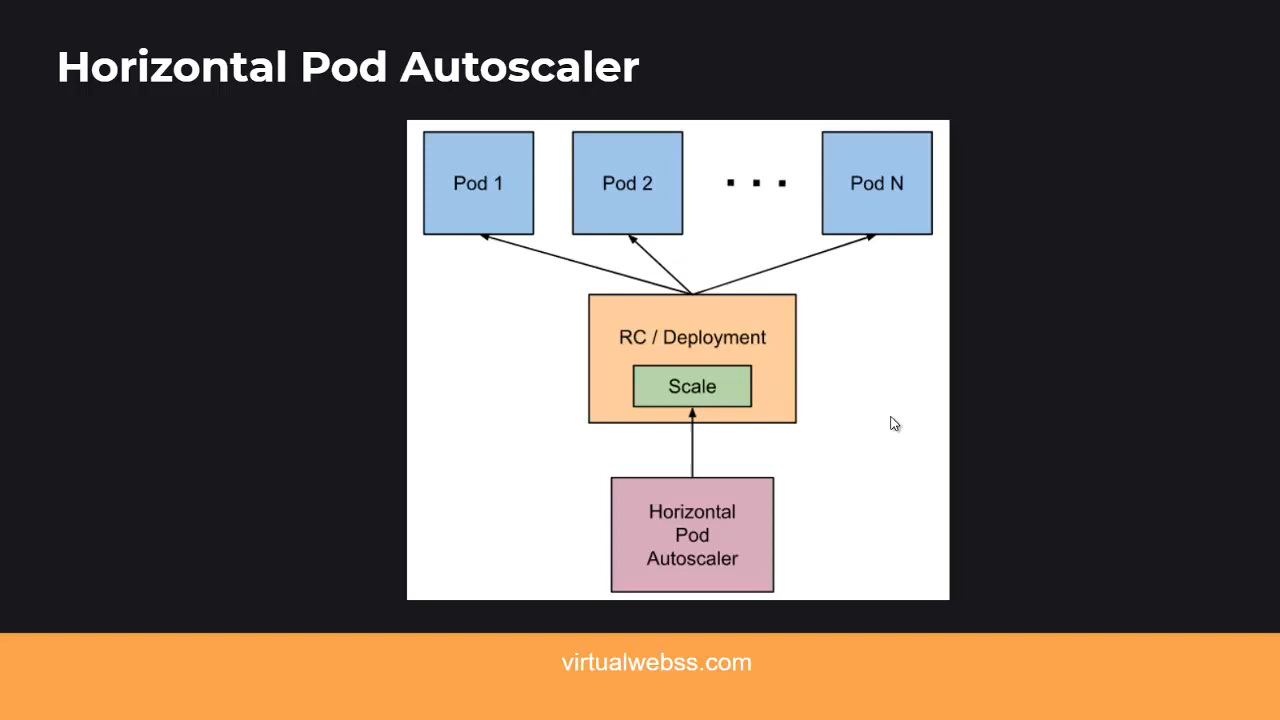 Horizontal Pod Autoscaler
Pod 1
Pod 2
Pod N
RC / Deployment
Scale
Horizontal
Pod
Autoscaler
virtualwebss.com